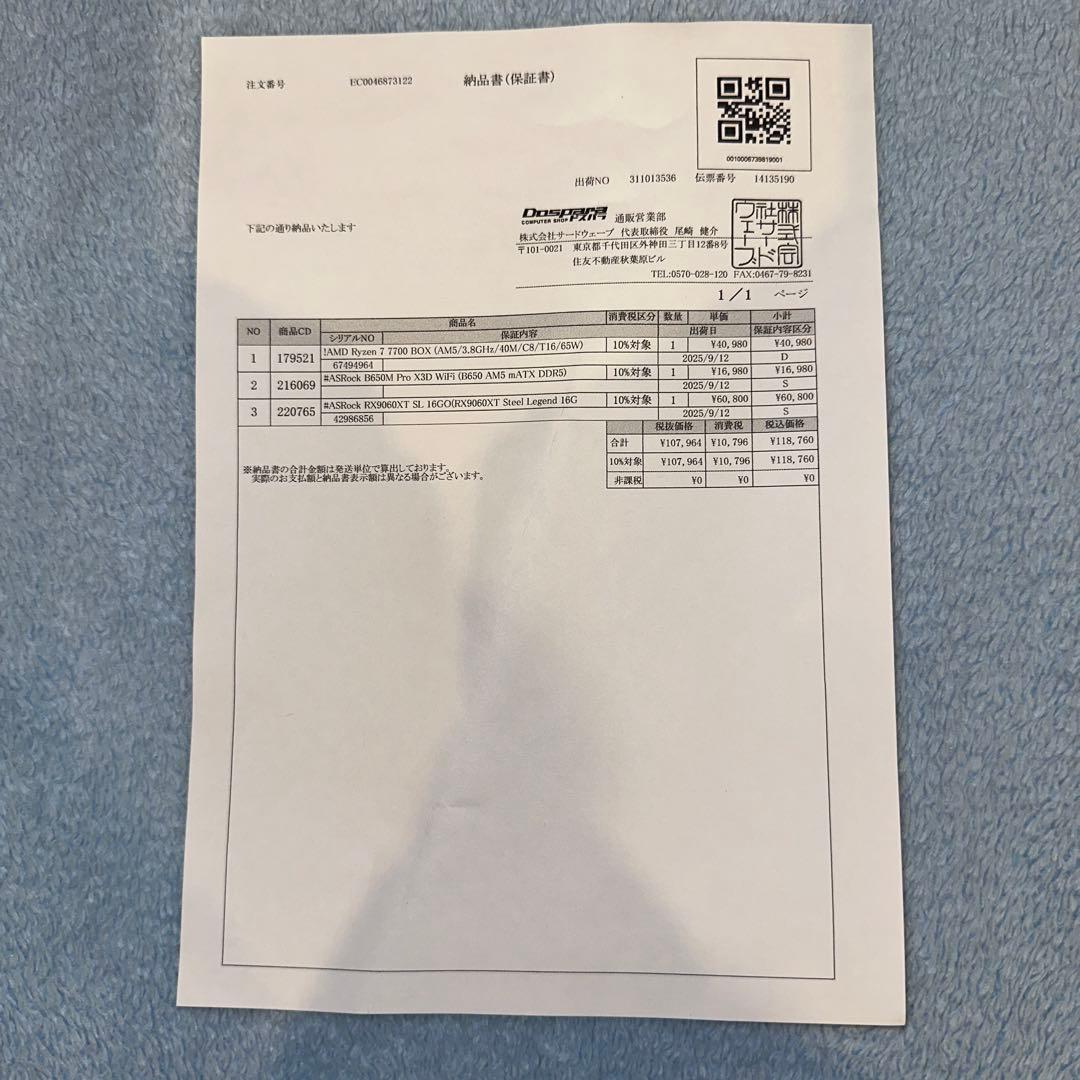 注文番号 EC0046873122 納品書(保証書)
0010006739819001
出荷NO 311013536 伝票番号 14135190
下記の通り納品いたします
Dospara ドスパラ 通販営業部
COMPUTER SHOP
株式会社サードウェーブ 代表取締役 尾崎 健介
〒101-0021 東京都千代田区外神田三丁目12番8号
住友不動産秋葉原ビル
TEL:0570-028-120 FAX:0467-79-8231
株式会社サードウェーブ
1/1 ページ
NO 商品CD 商品名 消費税区分 数量 単価 小計
シリアルNO 保証内容 出荷日 保証内容区分
1 179521 !AMD Ryzen 7 7700 BOX (AM5/3.8GHz/40M/C8/T16/65W) 10%対象 1 ¥40,980 ¥40,980
67494964 2025/9/12 D
2 216069 #ASRock B650M Pro X3D WiFi (B650 AM5 mATX DDR5) 10%対象 1 ¥16,980 ¥16,980
2025/9/12 S
3 220765 #ASRock RX9060XT SL 16GO(RX9060XT Steel Legend 16G 10%対象 1 ¥60,800 ¥60,800
42986856 2025/9/12 S
税抜価格 消費税 税込価格
合計 ¥107,964 ¥10,796 ¥118,760
10%対象 ¥107,964 ¥10,796 ¥118,760
非課税 ¥0 ¥0 ¥0
※納品書の合計金額は発送単位で算出しております。
実際のお支払額と納品書表示額は異なる場合がございます。